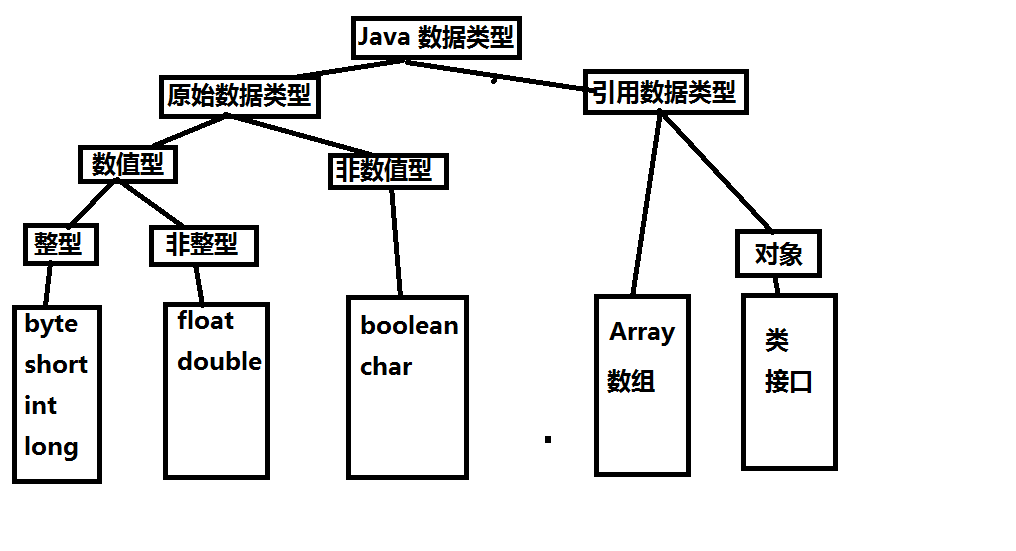 Java 数据类型
原始数据类型
引用数据类型
数值型
非数值型
整型
非整型
对象
byte
short
int
long
float
double
boolean
char
Array
数组
类
接口